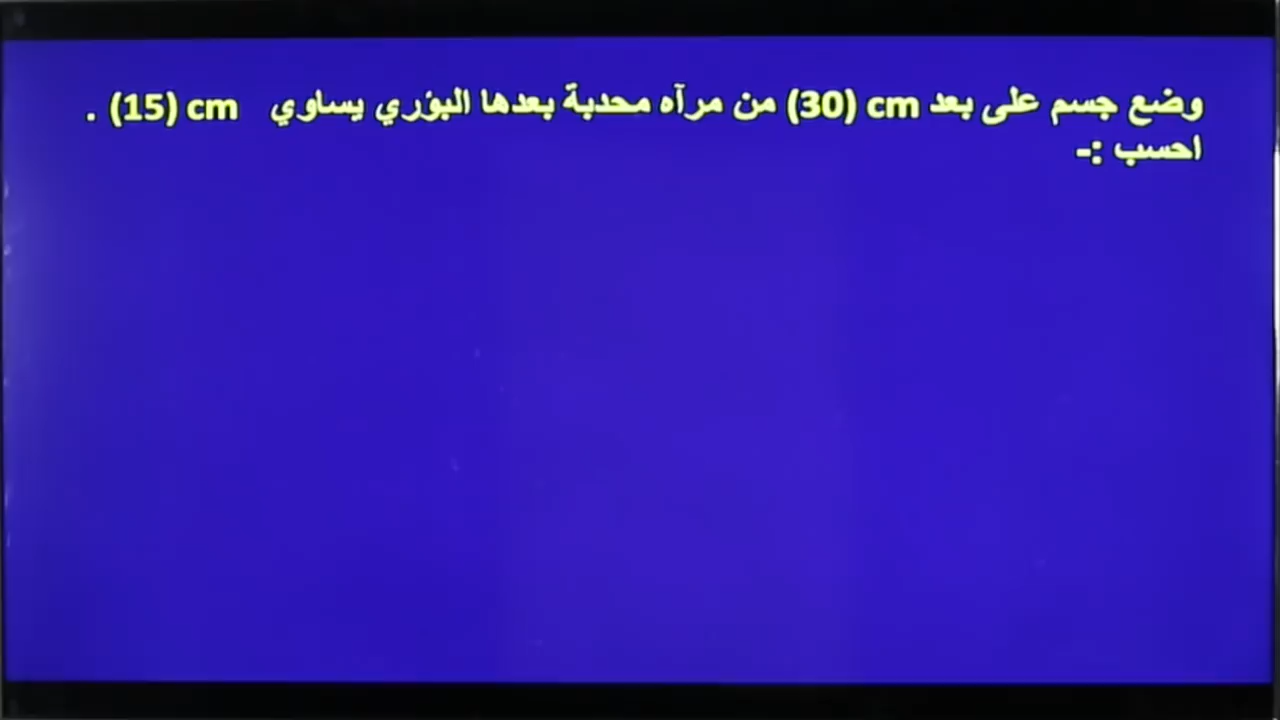 وضع جسم على بعد cm (30) من مرآه محدبة بعدها البؤري يساوي cm (15) .
احسب :-